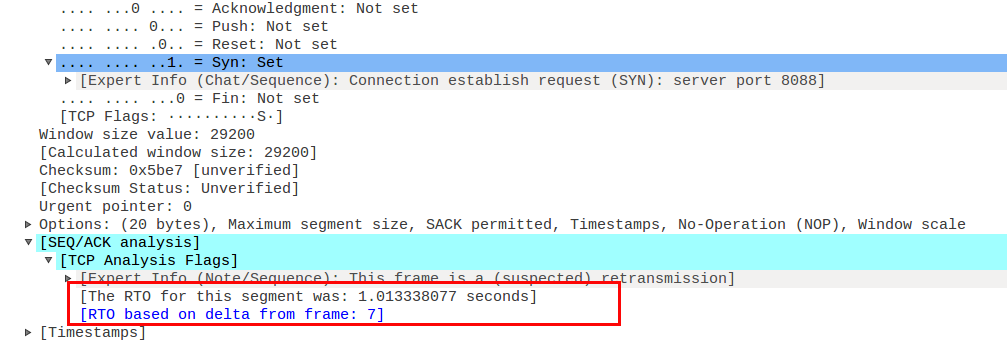 .... ...0 .... = Acknowledgment: Not set
.... .... 0... = Push: Not set
.... .... .0.. = Reset: Not set
.... .... ..1. = Syn: Set
[Expert Info (Chat/Sequence): Connection establish request (SYN): server port 8088]
.... .... ...0 = Fin: Not set
[TCP Flags: ··········S·]
Window size value: 29200
[Calculated window size: 29200]
Checksum: 0x5be7 [unverified]
[Checksum Status: Unverified]
Urgent pointer: 0
Options: (20 bytes), Maximum segment size, SACK permitted, Timestamps, No-Operation (NOP), Window scale
[SEQ/ACK analysis]
[TCP Analysis Flags]
[Expert Info (Note/Sequence): This frame is a (suspected) retransmission]
[The RTO for this segment was: 1.013338077 seconds]
[RTO based on delta from frame: 7]
[Timestamps]